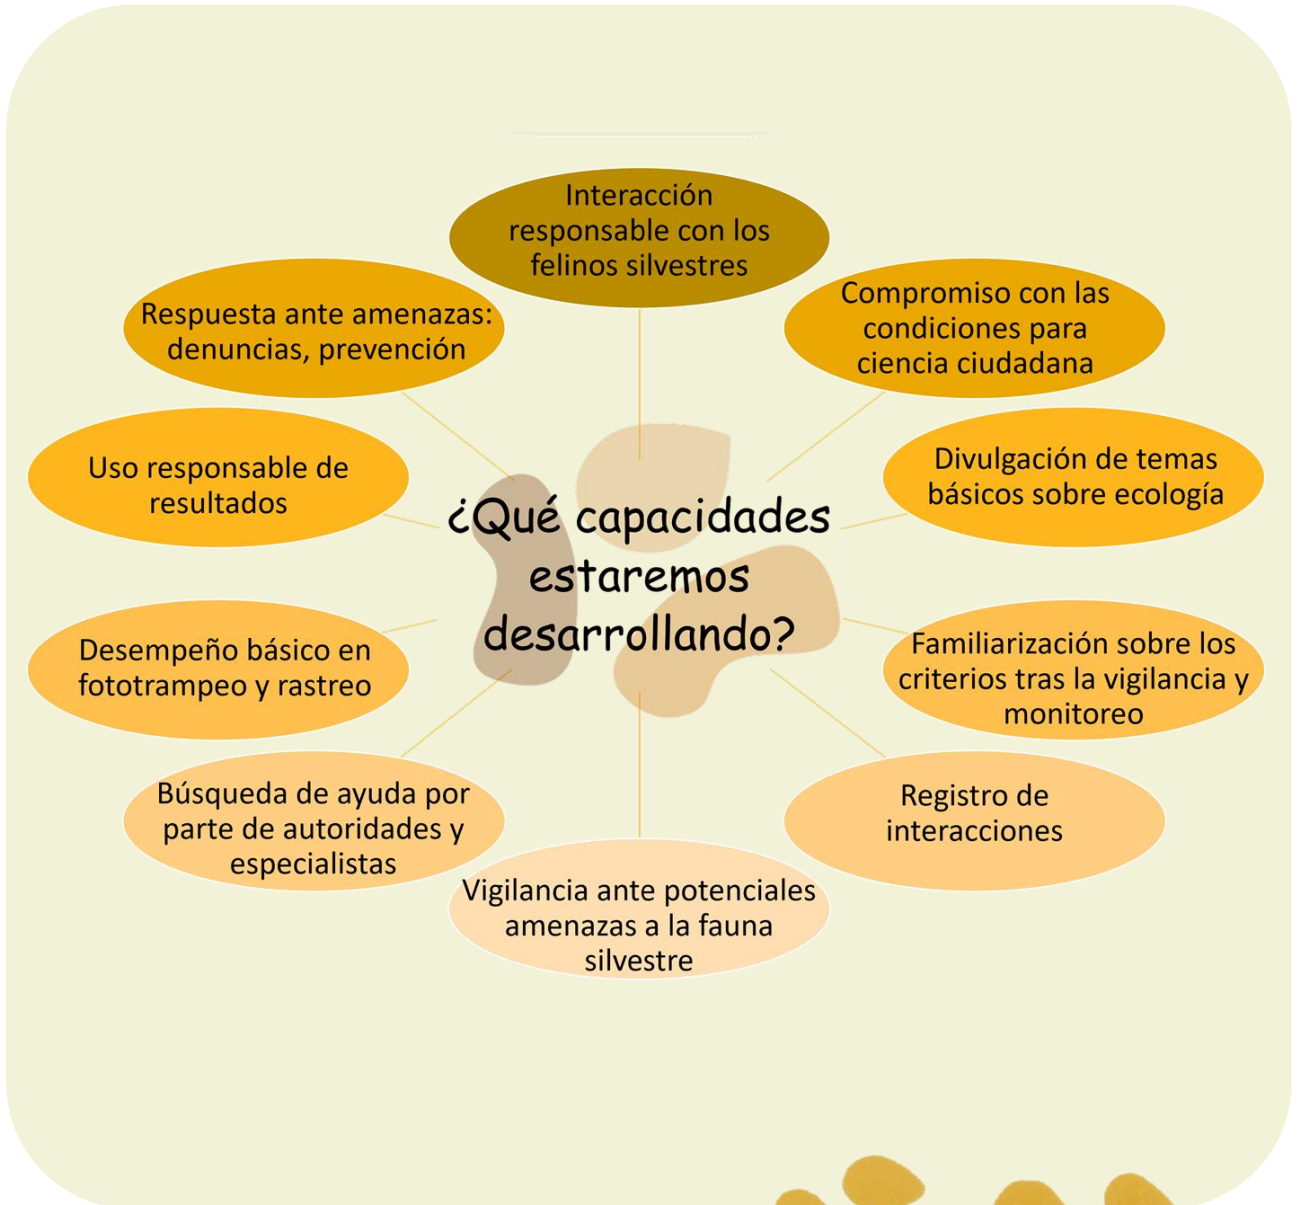 ¿Qué capacidades
estaremos
desarrollando?
Interacción
responsable con los
felinos silvestres
Compromiso con las
condiciones para
ciencia ciudadana
Divulgación de temas
básicos sobre ecología
Familiarización sobre los
criterios tras la vigilancia y
monitoreo
Registro de
interacciones
Vigilancia ante potenciales
amenazas a la fauna
silvestre
Búsqueda de ayuda por
parte de autoridades y
especialistas
Desempeño básico en
fototrampeo y rastreo
Uso responsable de
resultados
Respuesta ante amenazas:
denuncias, prevención